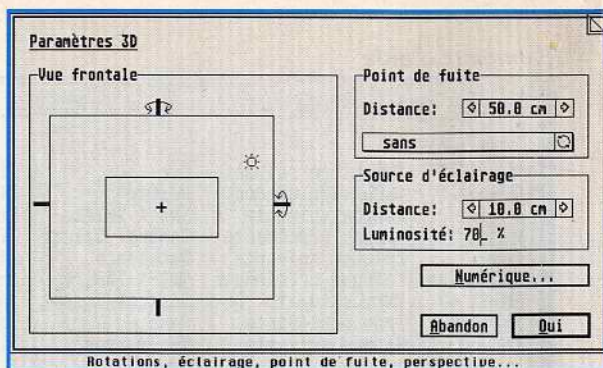 Paramètres 3D
Vue frontale
Point de fuite
Distance: 50.0 cm
sans
Source d'éclairage
Distance: 10.0 cm
Luminosité: 70_ %
Numérique...
Abandon
Oui
Rotations, éclairage, point de fuite, perspective...